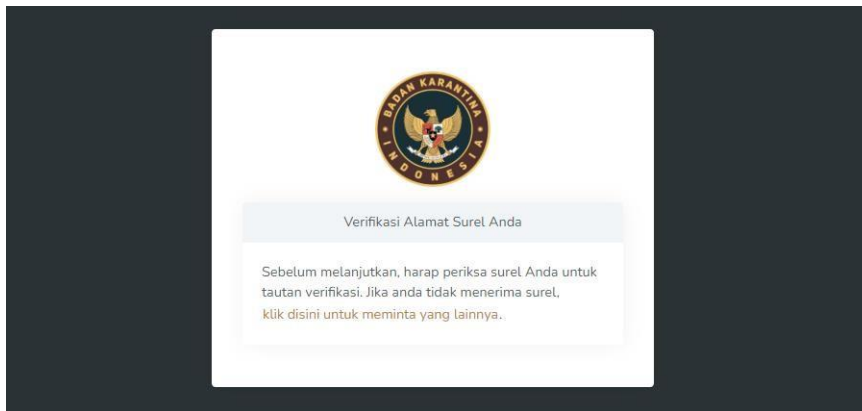 BADAN KARANTINA
INDONESIA
Verifikasi Alamat Surel Anda
Sebelum melanjutkan, harap periksa surel Anda untuk
tautan verifikasi. Jika anda tidak menerima surel,
klik disini untuk meminta yang lainnya.